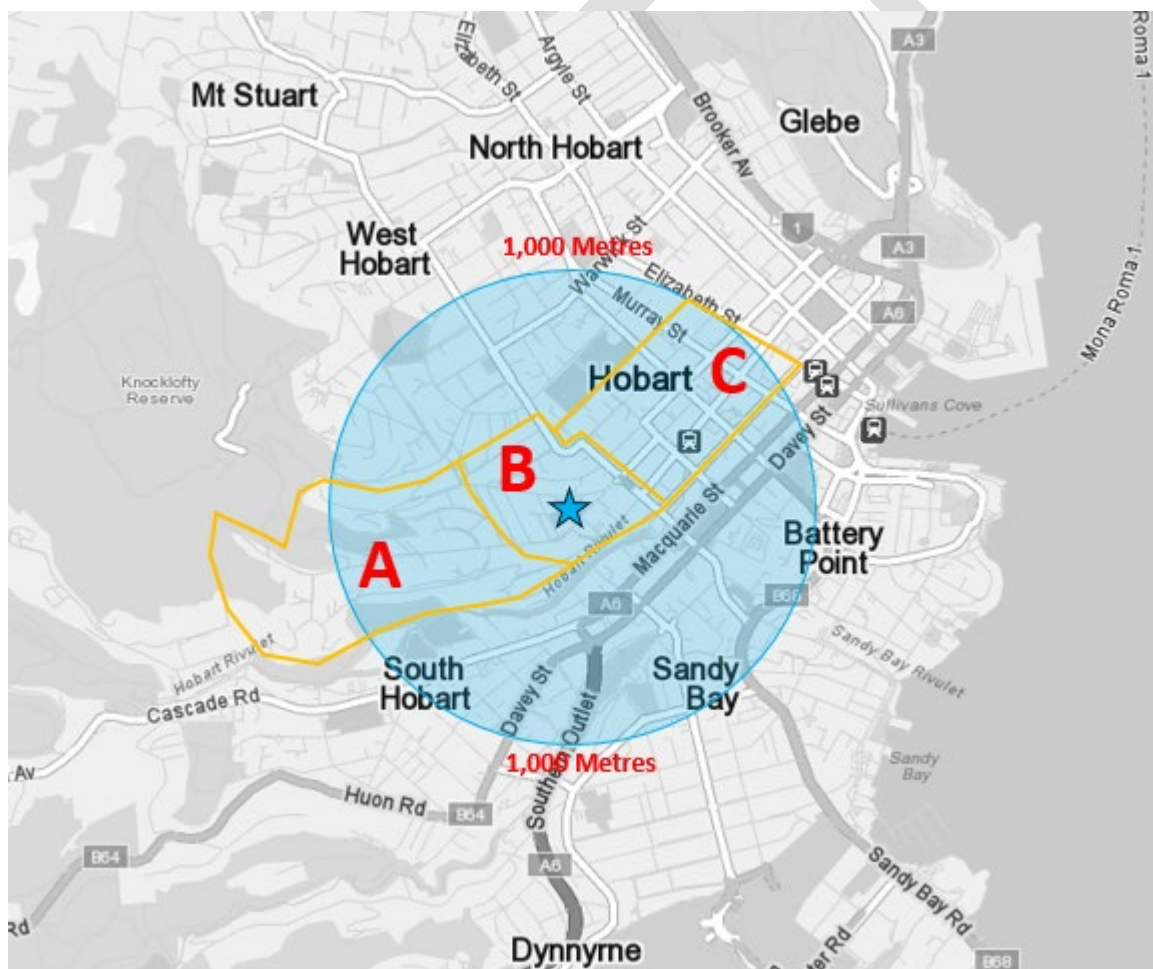 Roma 1
A3
Elizabeth St
Argyle St
Mt Stuart
Brooker Av
Glebe
North Hobart
1
A3
West
Hobart
1,000 Metres
Warwick St
Elizabeth St
Murray St
A6
Mona Roma 1
C
Hobart
Knocklofty
Reserve
Sullivans Cove
B
Davey St
Macquarie St
Hobart Rivulet
Battery
Point
A
A6
B68
Hobart Rivulet
South
Hobart
Sandy
Bay
Sandy Bay Rivulet
Cascade Rd
Davey St
Southern Outlet
1,000 Metres
Sandy
Bay
Av
Huon Rd
B64
B64
A6
Sandy Bay Rd
Rd
Dynnyrne
ter Rd
B68